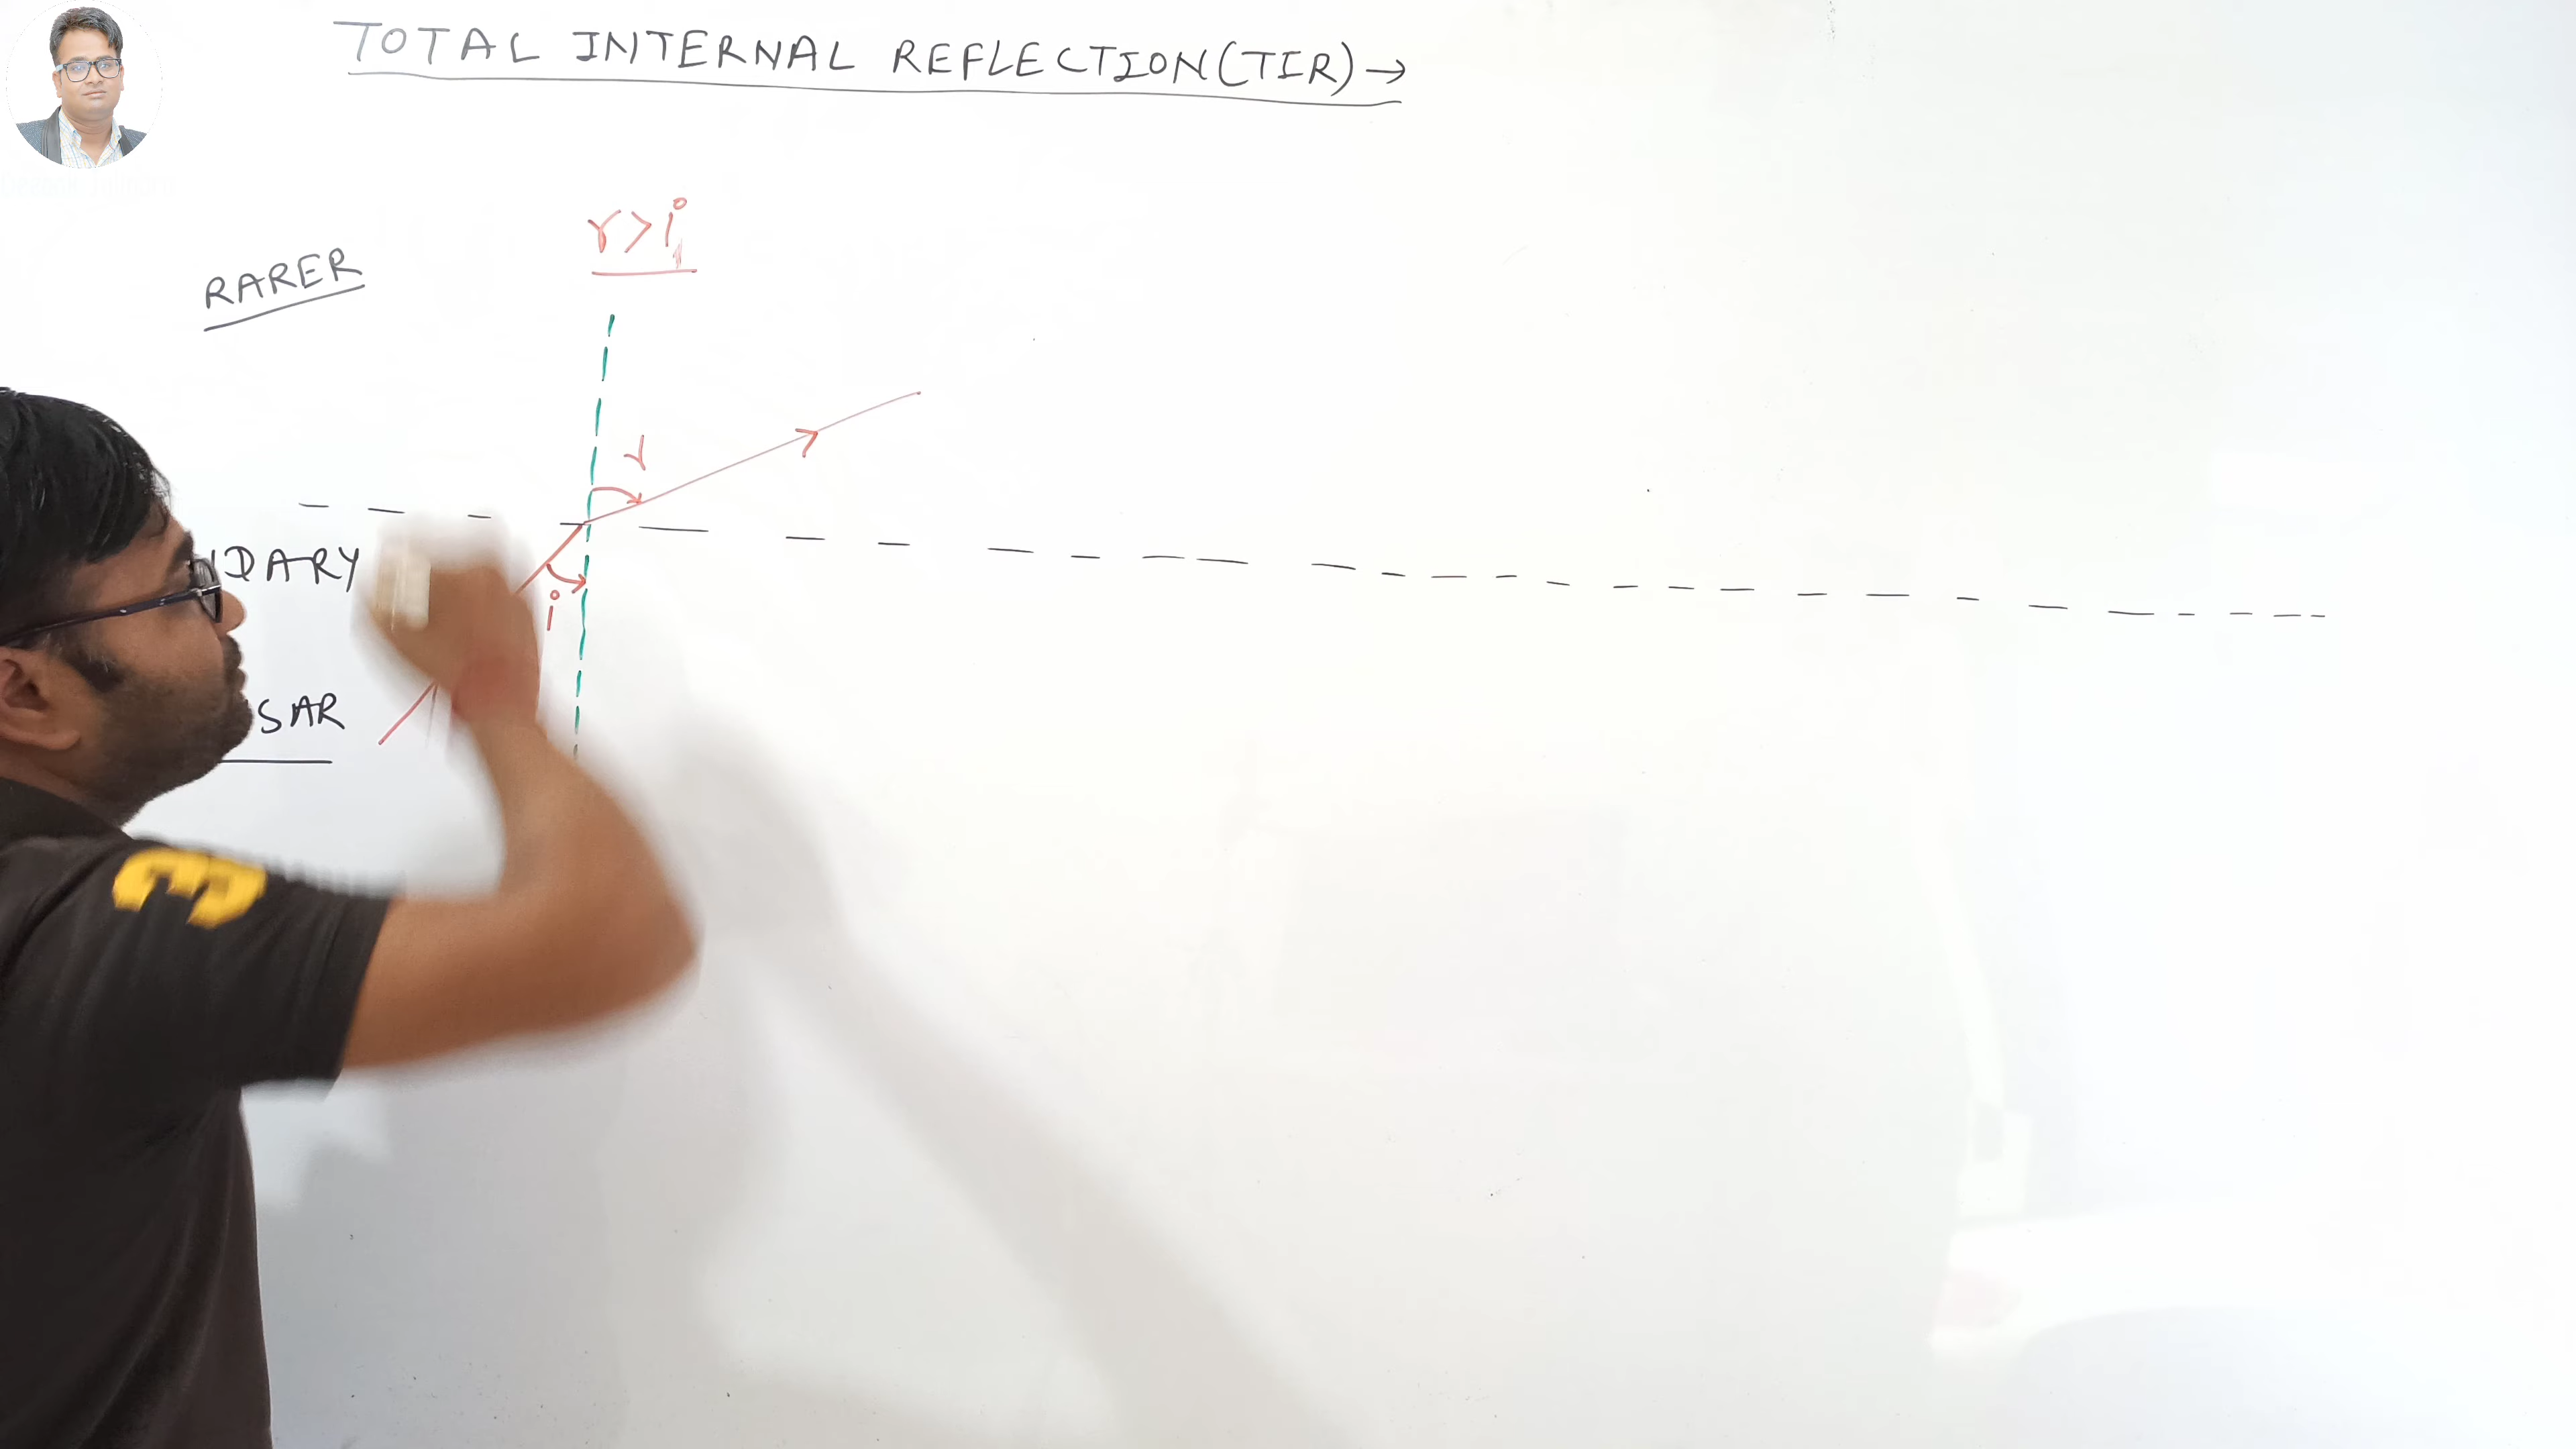 TOTAL INTERNAL REFLECTION(TIR)→
r>i
RARER
r
DARY
i
SAR